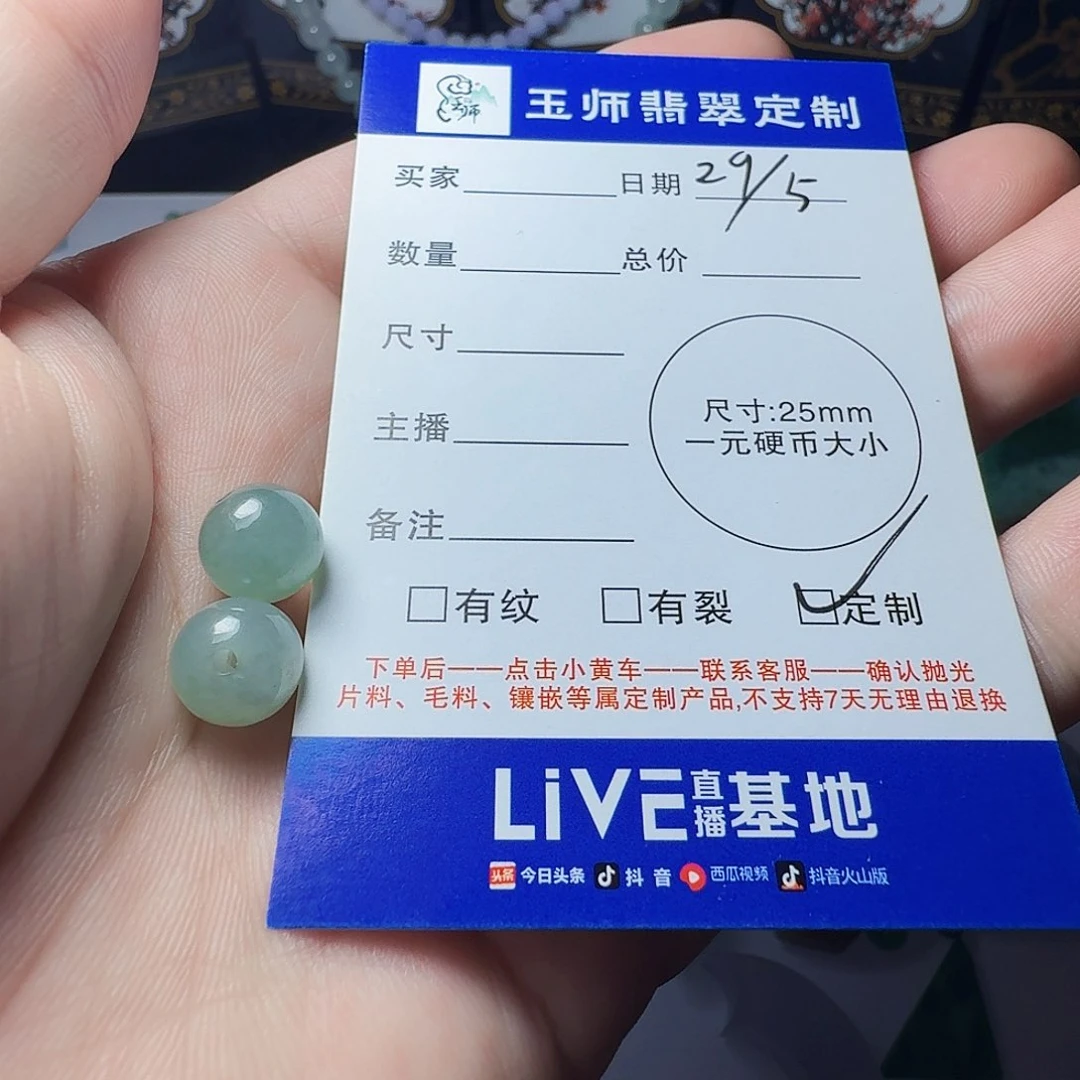 玉师
玉师翡翠定制
买家 日期 29/5
数量 总价
尺寸
主播
尺寸:25mm
一元硬币大小
备注
有纹 有裂 定制
下单后——点击小黄车——联系客服——确认抛光
片料、毛料、镶嵌等属定制产品,不支持7天无理由退换
LiVE直播基地
头条 今日头条 抖音 西瓜视频 抖音火山版